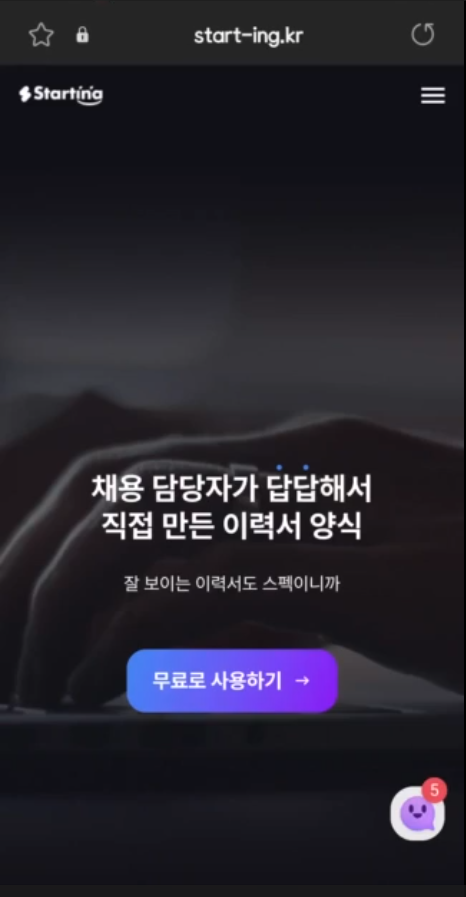 start-ing.kr
Starting
채용 담당자가 답답해서
직접 만든 이력서 양식
잘 보이는 이력서도 스펙이니까
무료로 사용하기 →
5